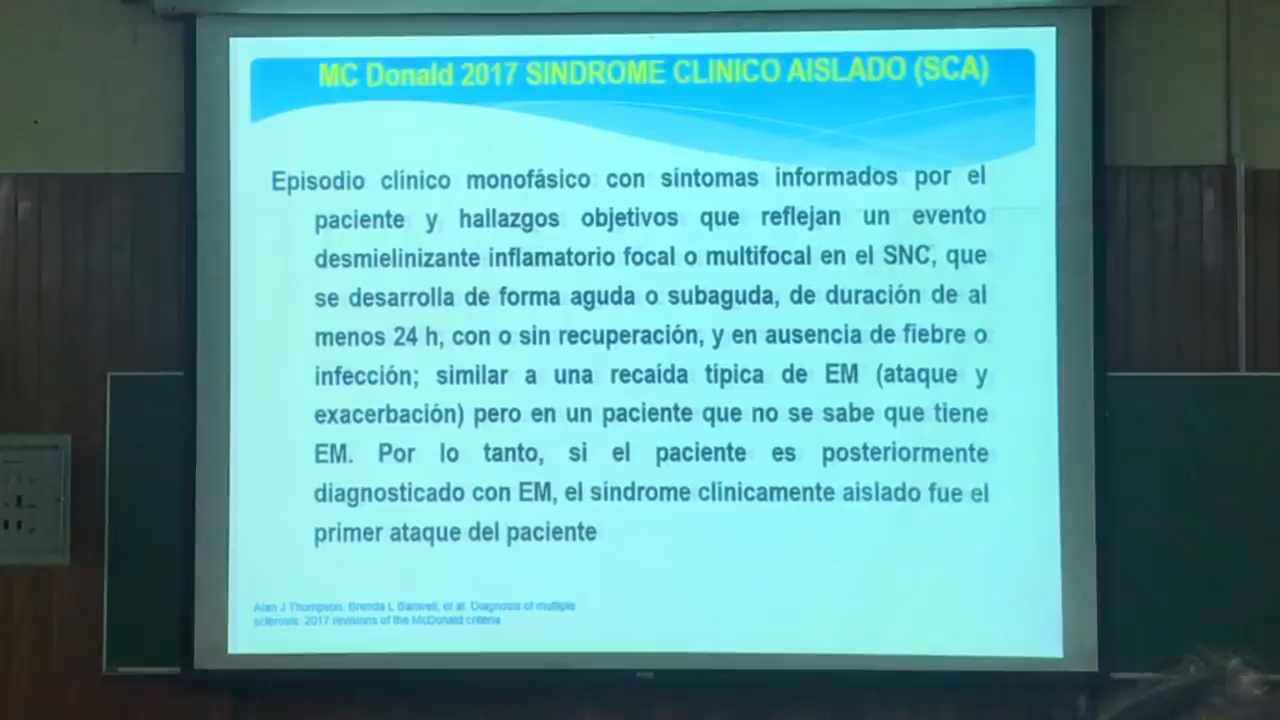 MC Donald 2017 SINDROME CLINICO AISLADO (SCA)
Episodio clínico monofásico con síntomas informados por el
paciente y hallazgos objetivos que reflejan un evento
desmielinizante inflamatorio focal o multifocal en el SNC, que
se desarrolla de forma aguda o subaguda, de duración de al
menos 24 h, con o sin recuperación, y en ausencia de fiebre o
infección; similar a una recaída típica de EM (ataque y
exacerbación) pero en un paciente que no se sabe que tiene
EM. Por lo tanto, si el paciente es posteriormente
diagnosticado con EM, el síndrome clínicamente aislado fue el
primer ataque del paciente
Alan J Thompson, Brenda L Banwell, et al. Diagnosis of multiple
sclerosis: 2017 revisions of the McDonald criteria